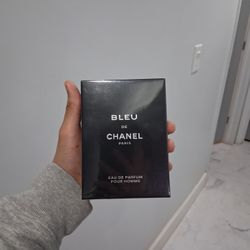 BLEU
DE
CHANEL
PARIS
EAU DE PARFUM
POUR HOMME